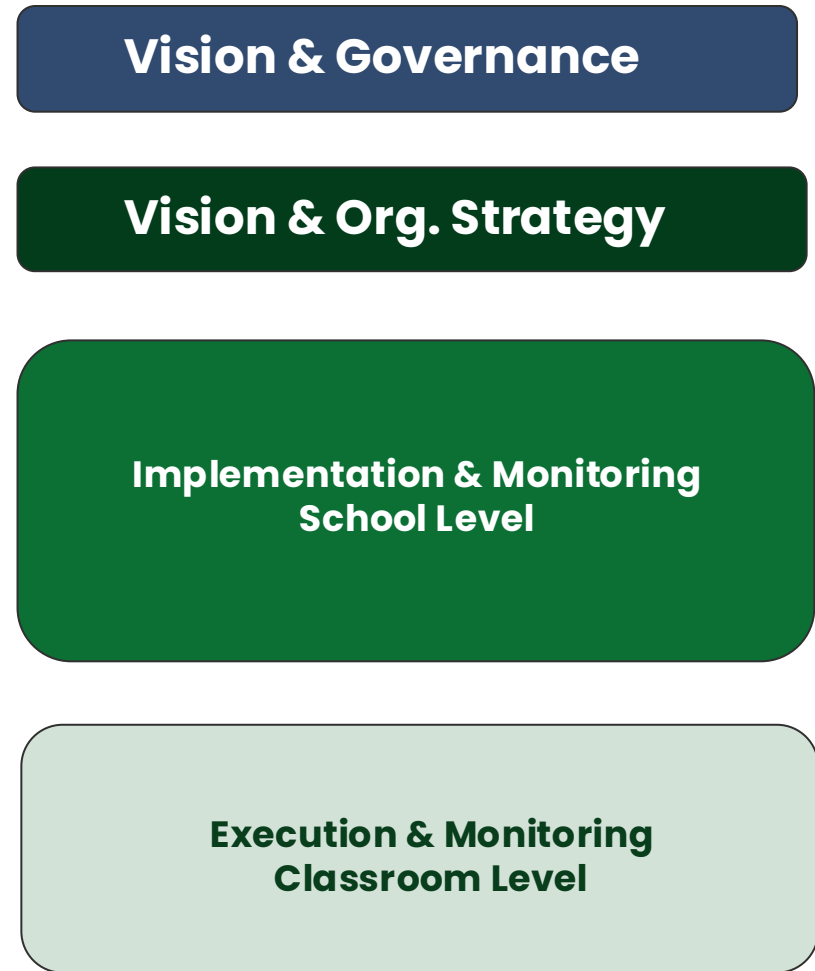 Vision & Governance
Vision & Org. Strategy
Implementation & Monitoring
School Level
Execution & Monitoring
Classroom Level